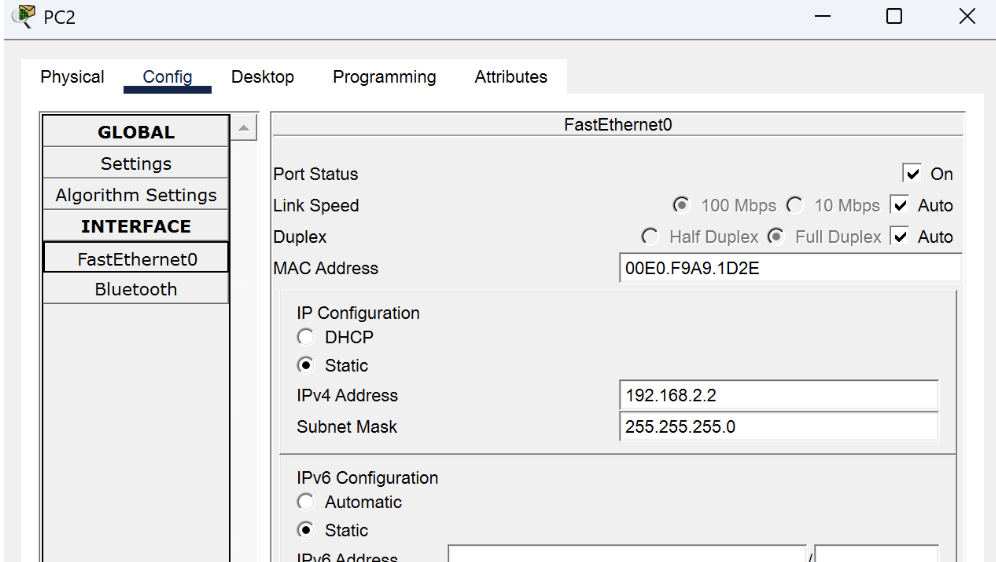 PC2
Physical Config Desktop Programming Attributes
GLOBAL
Settings
Algorithm Settings
INTERFACE
FastEthernet0
Bluetooth
FastEthernet0
Port Status On
Link Speed 100 Mbps 10 Mbps Auto
Duplex Half Duplex Full Duplex Auto
MAC Address 00E0.F9A9.1D2E
IP Configuration
DHCP
Static
IPv4 Address 192.168.2.2
Subnet Mask 255.255.255.0
IPv6 Configuration
Automatic
Static
IPv6 Address /